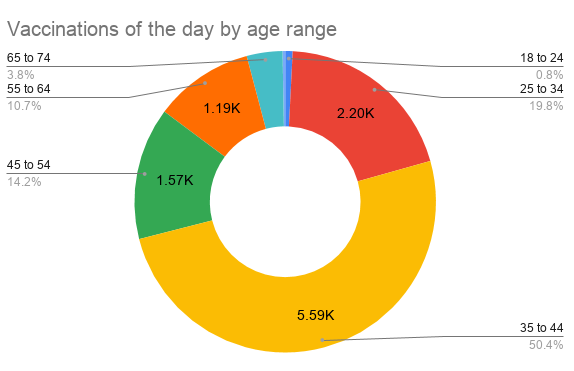 Vaccinations of the day by age range
65 to 74
3.8%
55 to 64
10.7%
45 to 54
14.2%
18 to 24
0.8%
25 to 34
19.8%
35 to 44
50.4%
1.19K
2.20K
1.57K
5.59K